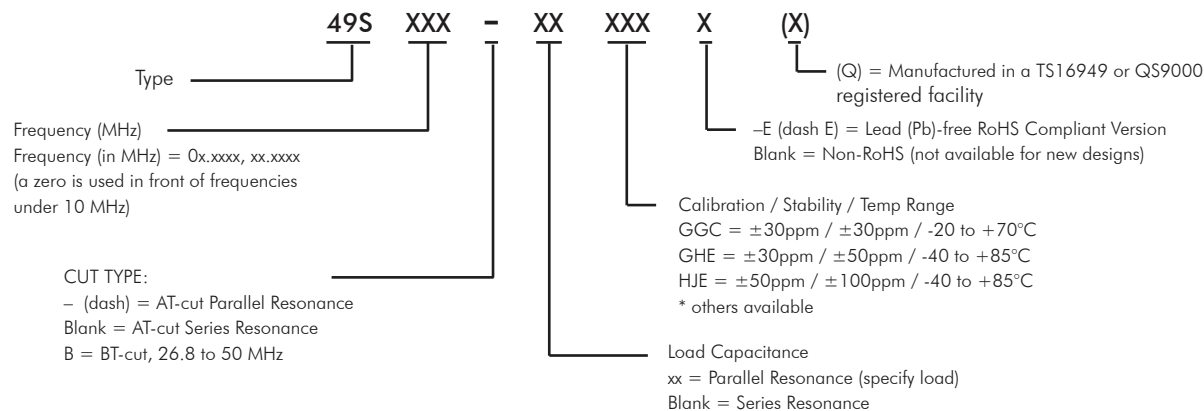 49S XXX – XX XXX X (X)
Type
(Q) = Manufactured in a TS16949 or QS9000
registered facility
Frequency (MHz)
Frequency (in MHz) = 0x.xxxx, xx.xxxx
(a zero is used in front of frequencies
under 10 MHz)
–E (dash E) = Lead (Pb)-free RoHS Compliant Version
Blank = Non-RoHS (not available for new designs)
Calibration / Stability / Temp Range
GGC = ±30ppm / ±30ppm / -20 to +70°C
GHE = ±30ppm / ±50ppm / -40 to +85°C
HJE = ±50ppm / ±100ppm / -40 to +85°C
* others available
CUT TYPE:
– (dash) = AT-cut Parallel Resonance
Blank = AT-cut Series Resonance
B = BT-cut, 26.8 to 50 MHz
Load Capacitance
xx = Parallel Resonance (specify load)
Blank = Series Resonance